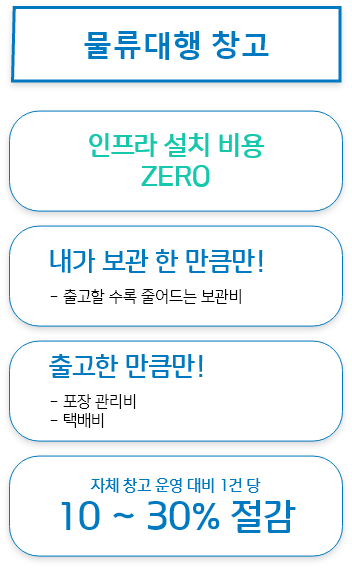 물류대행 창고
인프라 설치 비용
ZERO
내가 보관 한 만큼만!
- 출고할 수록 줄어드는 보관비
출고한 만큼만!
- 포장 관리비
- 택배비
자체 창고 운영 대비 1건 당
10 ~ 30% 절감